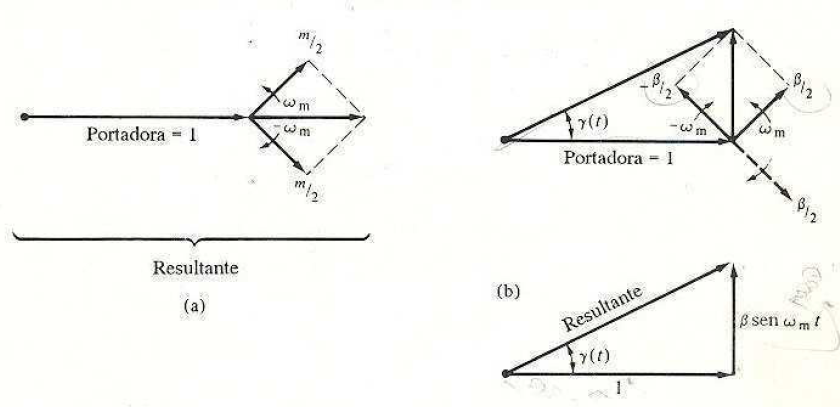 m/2
ωm
-ωm
Portadora = 1
m/2
Resultante
(a)
-β/2
β/2
γ(t)
-ωm
ωm
Portadora = 1
β/2
(b)
Resultante
β sen ωm t
γ(t)
1